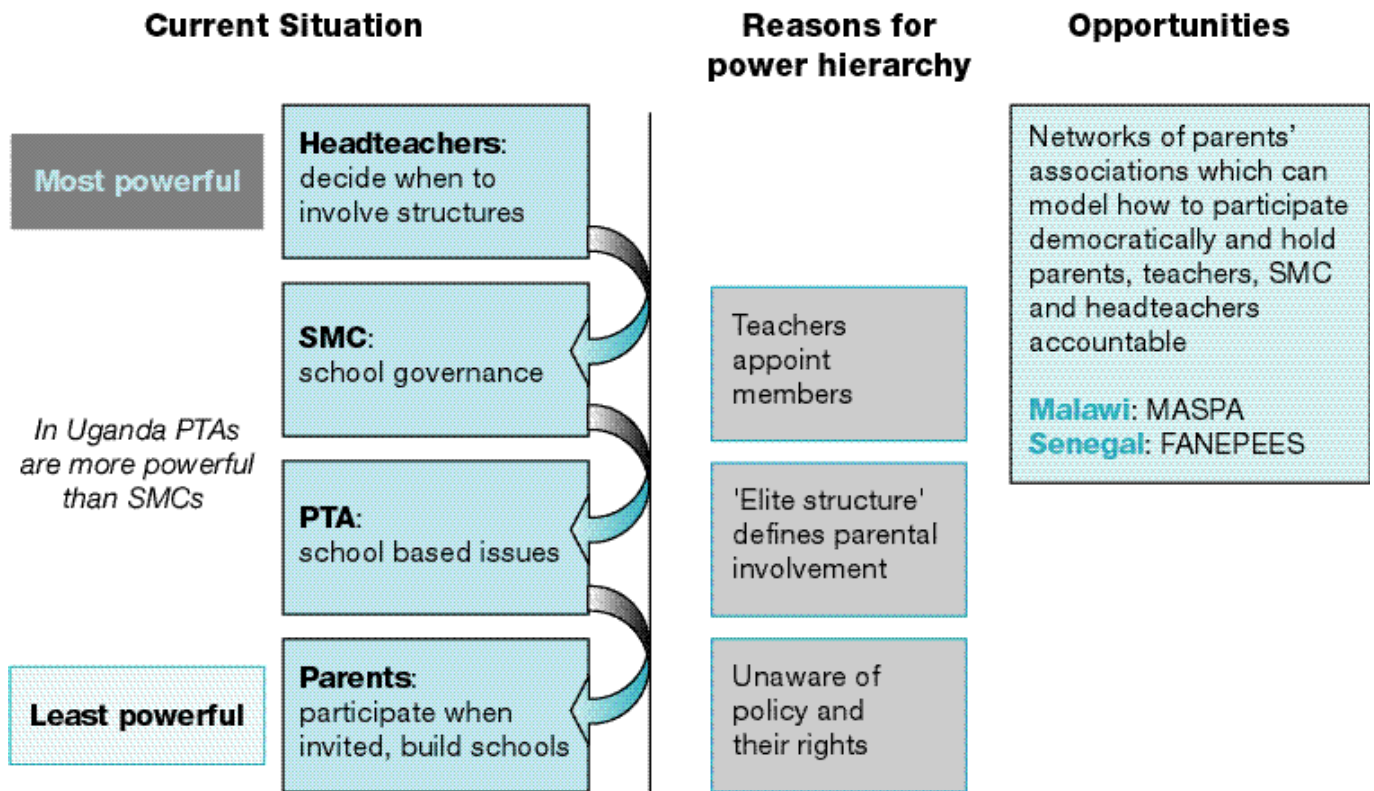 Current Situation
Reasons for
power hierarchy
Opportunities
Most powerful
Headteachers:
decide when to
involve structures
SMC:
school governance
In Uganda PTAs
are more powerful
than SMCs
PTA:
school based issues
Least powerful
Parents:
participate when
invited, build schools
Teachers
appoint
members
'Elite structure'
defines parental
involvement
Unaware of
policy and
their rights
Networks of parents'
associations which can
model how to participate
democratically and hold
parents, teachers, SMC
and headteachers
accountable
Malawi: MASPA
Senegal: FANEPEES